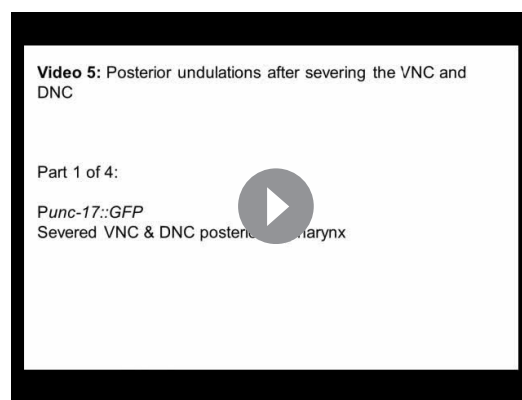 Video 5: Posterior undulations after severing the VNC and
DNC
Part 1 of 4:
Punc-17::GFP
Severed VNC & DNC